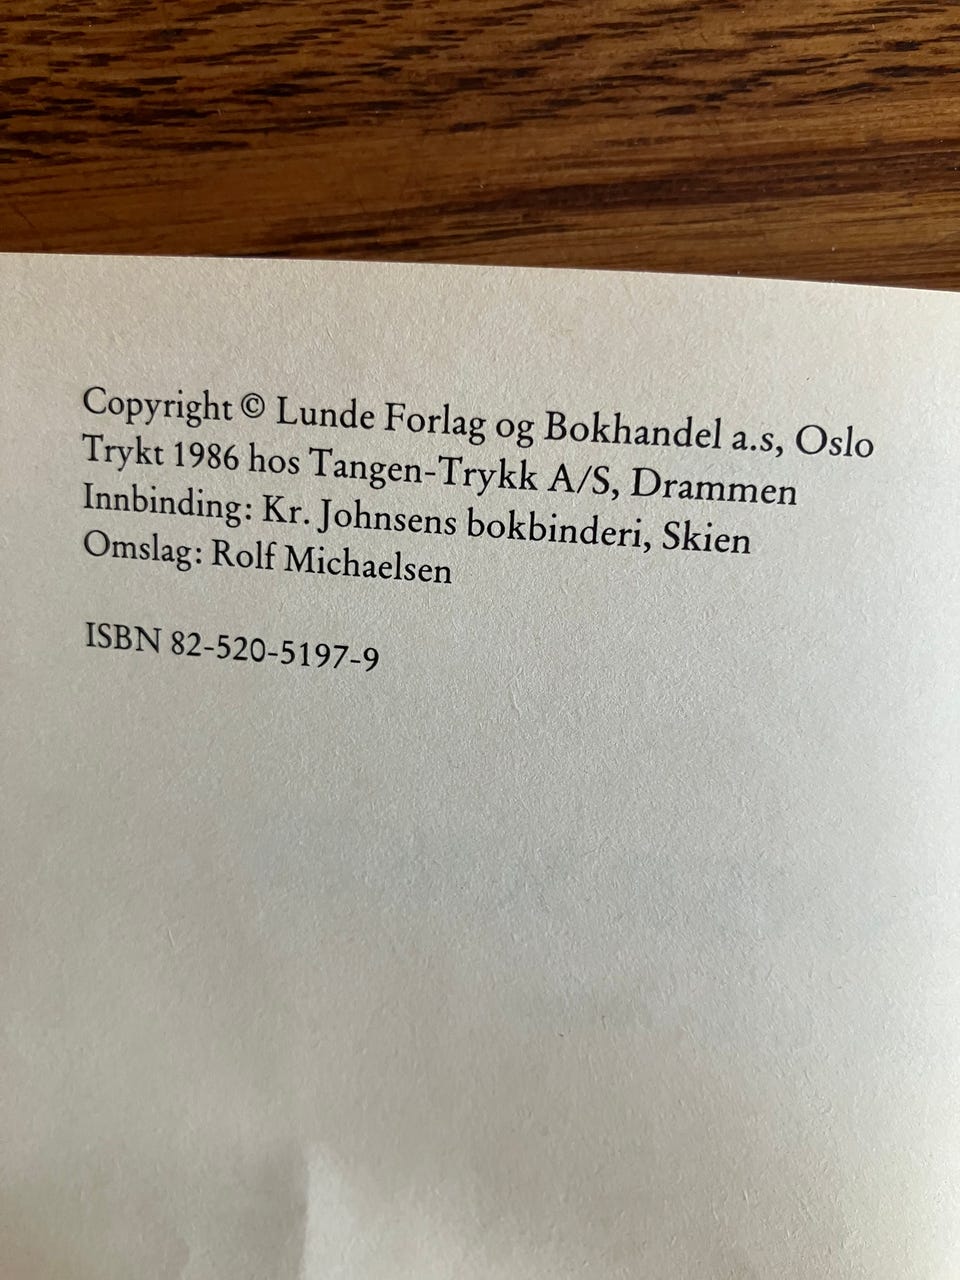 Copyright © Lunde Forlag og Bokhandel a.s, Oslo
Trykt 1986 hos Tangen-Trykk A/S, Drammen
Innbinding: Kr. Johnsens bokbinderi, Skien
Omslag: Rolf Michaelsen
ISBN 82-520-5197-9